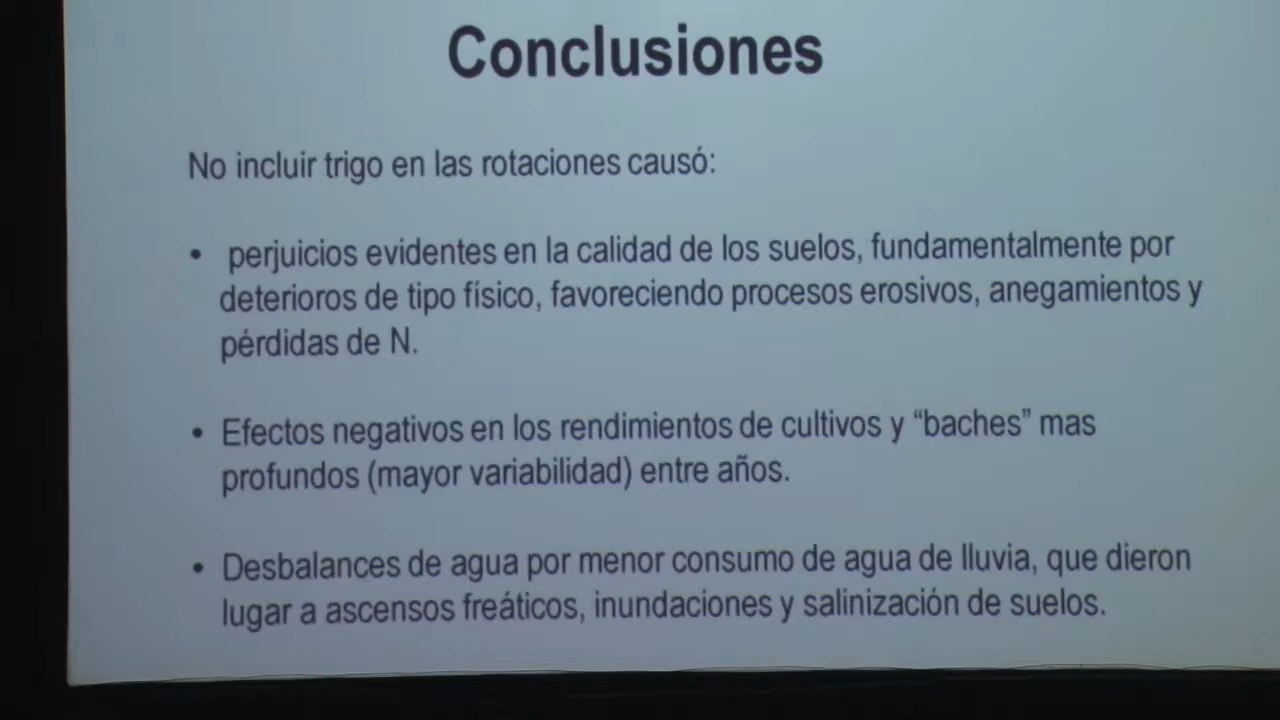 Conclusiones
No incluir trigo en las rotaciones causó:
• perjuicios evidentes en la calidad de los suelos, fundamentalmente por
deterioros de tipo físico, favoreciendo procesos erosivos, anegamientos y
pérdidas de N.
• Efectos negativos en los rendimientos de cultivos y “baches” mas
profundos (mayor variabilidad) entre años.
• Desbalances de agua por menor consumo de agua de lluvia, que dieron
lugar a ascensos freáticos, inundaciones y salinización de suelos.